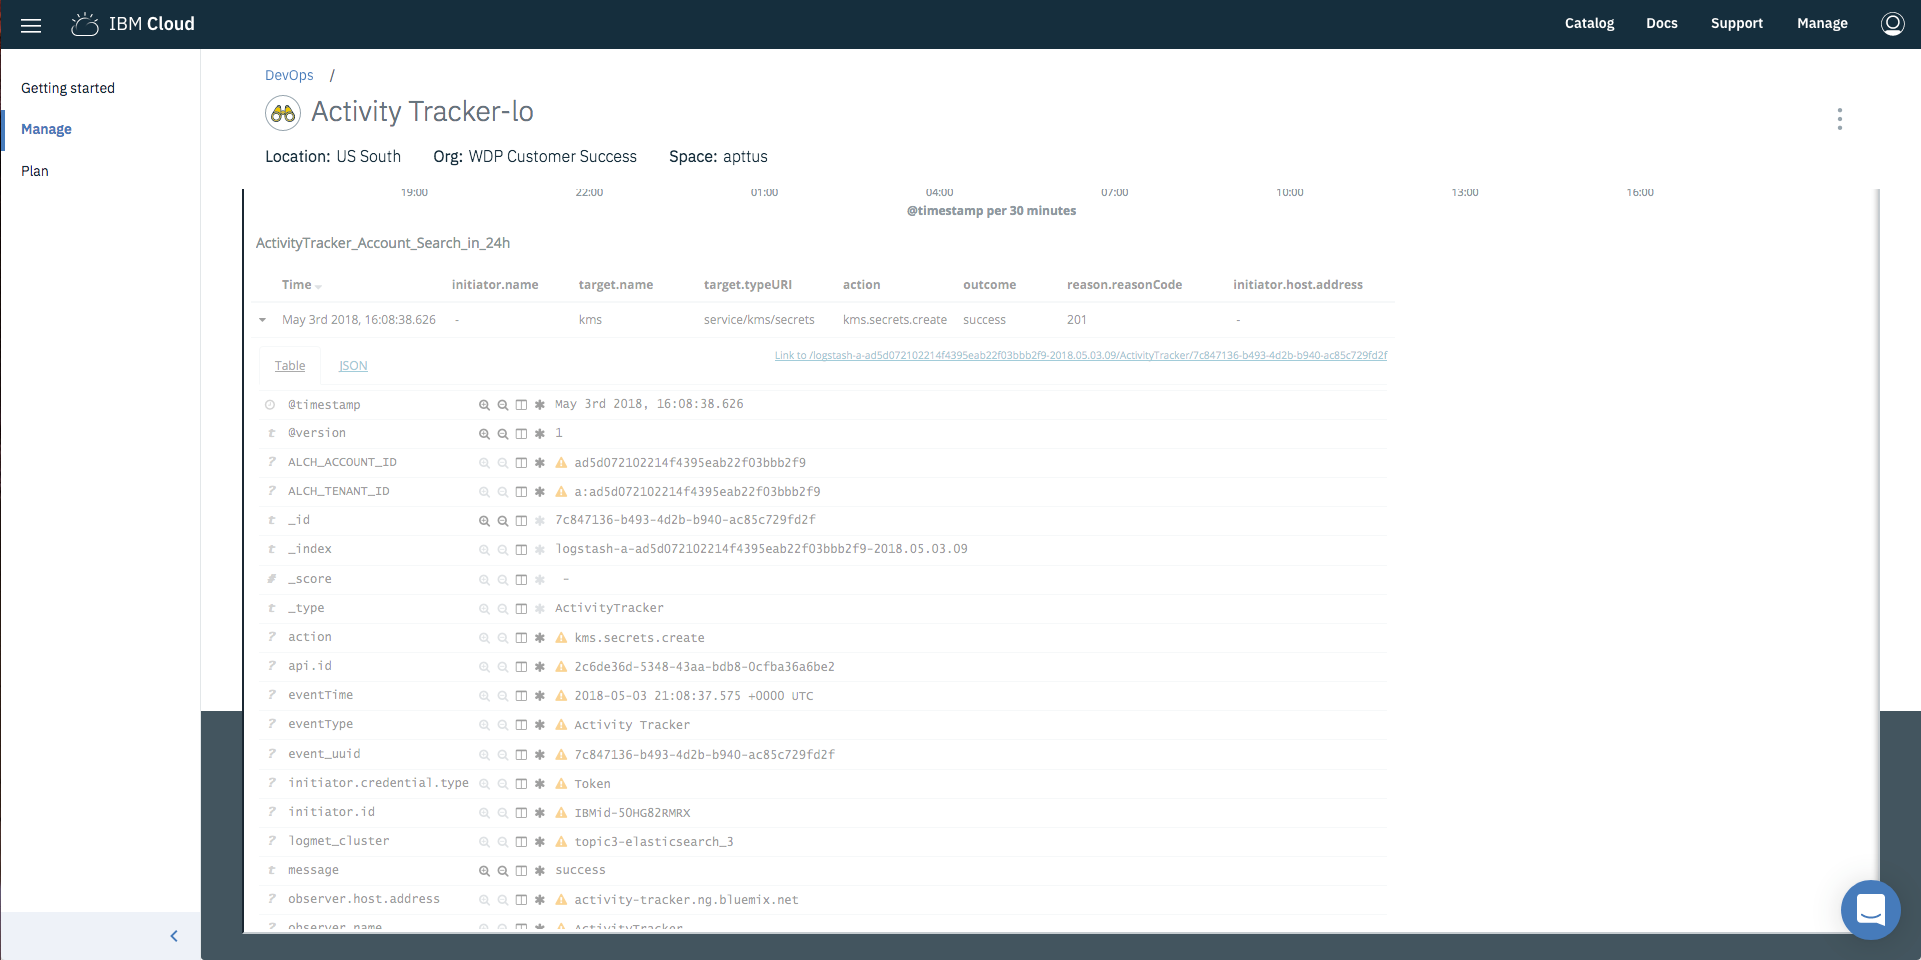 IBM Cloud
Catalog Docs Support Manage
Getting started
Manage
Plan
DevOps /
Activity Tracker-lo
Location: US South Org: WDP Customer Success Space: apttus
19:00 22:00 01:00 04:00 07:00 10:00 13:00 16:00
@timestamp per 30 minutes
ActivityTracker_Account_Search_in_24h
Time initiator.name target.name target.typeURI action outcome reason.reasonCode initiator.host.address
May 3rd 2018, 16:08:38.626 - kms service/kms/secrets kms.secrets.create success 201 -
Table JSON Link to /logstash-a-ad5d072102214f4395eab22f03bbb2f9-2018.05.03.09/ActivityTracker/7c847136-b493-4d2b-b940-ac85c729fd2f
@timestamp May 3rd 2018, 16:08:38.626
t @version 1
? ALCH_ACCOUNT_ID ad5d072102214f4395eab22f03bbb2f9
? ALCH_TENANT_ID a:ad5d072102214f4395eab22f03bbb2f9
t _id 7c847136-b493-4d2b-b940-ac85c729fd2f
t _index logstash-a-ad5d072102214f4395eab22f03bbb2f9-2018.05.03.09
# _score -
t _type ActivityTracker
? action kms.secrets.create
? api.id 2c6de36d-5348-43aa-bdb8-0cfba36a6be2
? eventTime 2018-05-03 21:08:37.575 +0000 UTC
? eventType Activity Tracker
? event_uuid 7c847136-b493-4d2b-b940-ac85c729fd2f
? initiator.credential.type Token
? initiator.id IBMid-50HG82RMRX
? logmet_cluster topic3-elasticsearch_3
t message success
? observer.host.address activity-tracker.ng.bluemix.net
? observer.name ActivityTracker